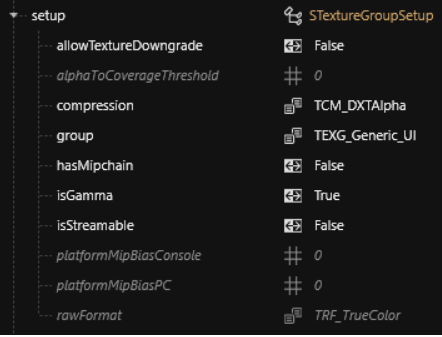 setup STextureGroupSetup
allowTextureDowngrade False
alphaToCoverageThreshold 0
compression TCM_DXTAlpha
group TEXG_Generic_UI
hasMipchain False
isGamma True
isStreamable False
platformMipBiasConsole 0
platformMipBiasPC 0
rawFormat TRF_TrueColor